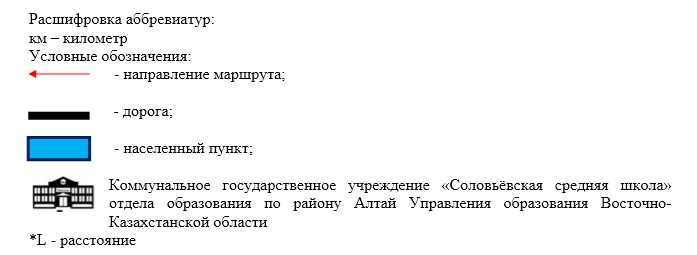 Расшифровка аббревиатур:
км – километр
Условные обозначения:
- направление маршрута;
- дорога;
- населенный пункт;
Коммунальное государственное учреждение «Соловьёвская средняя школа»
отдела образования по району Алтай Управления образования Восточно-
Казахстанской области
*L - расстояние